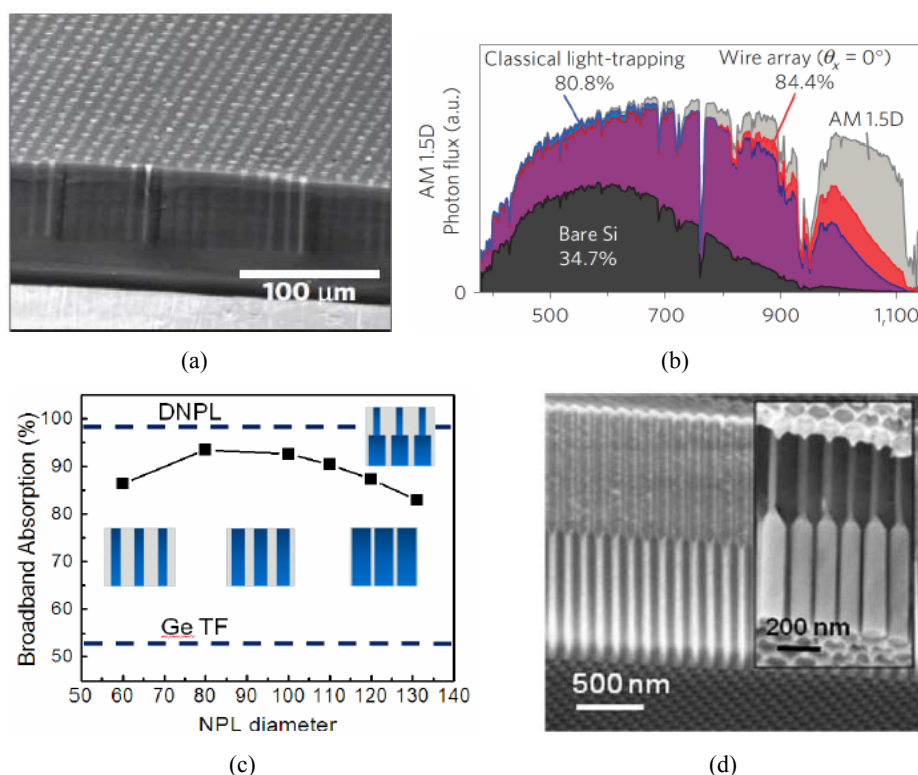 100 µm
(a)
Classical light-trapping
80.8%
Wire array (θx = 0°)
84.4%
AM 1.5D
Bare Si
34.7%
AM 1.5D
Photon flux (a.u.)
0
500
700
900
1,100
(b)
Broadband Absorption (%)
100
90
80
70
60
50
DNPL
Ge TF
50
60
70
80
90
100
110
120
130
140
NPL diameter
(c)
500 nm
200 nm
(d)